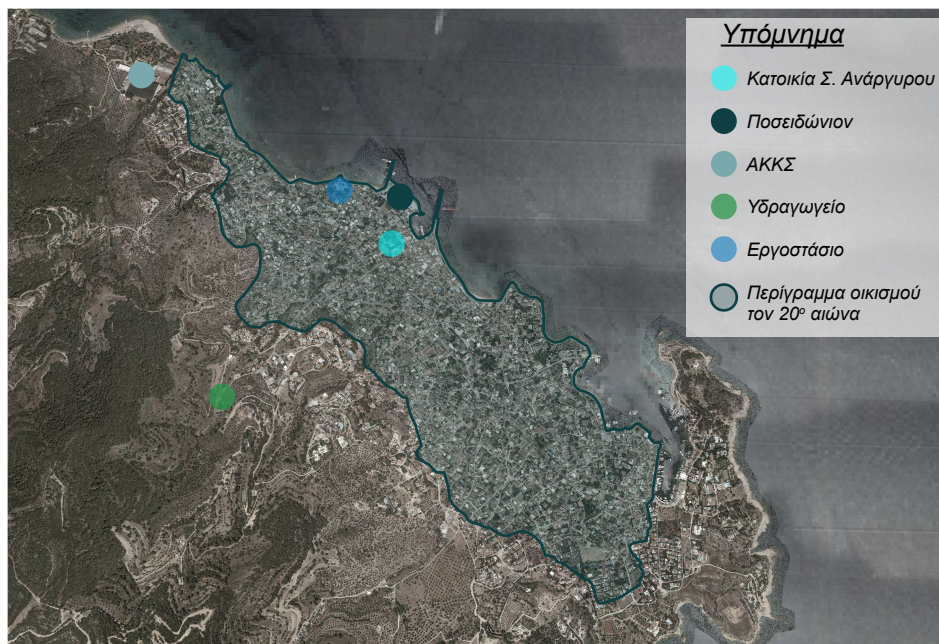 Υπόμνημα
Κατοικία Σ. Ανάργυρου
Ποσειδώνιον
ΑΚΚΣ
Υδραγωγείο
Εργοστάσιο
Περίγραμμα οικισμού
τον 20ο αιώνα